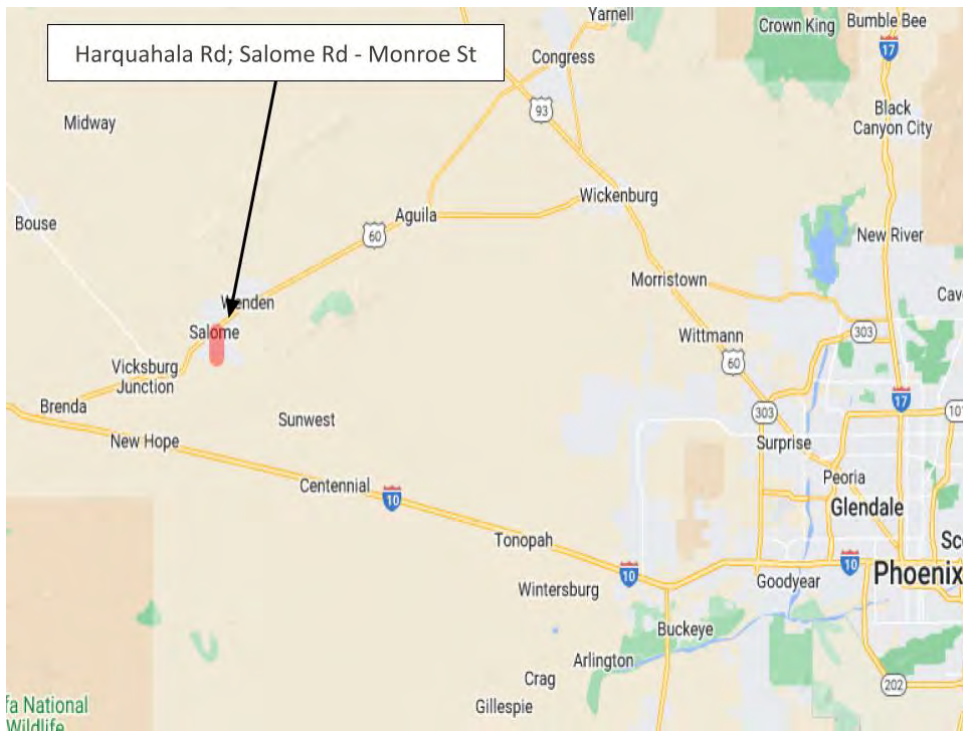 Yarnell
Crown King
Bumble Bee
Harquahala Rd; Salome Rd - Monroe St
17
Congress
93
Black
Canyon City
Midway
Wickenburg
Aguila
Bouse
60
New River
Morristown
Wenden
Cav
Salome
303
Wittmann
60
Vicksburg
Junction
Brenda
17
303
101
Sunwest
New Hope
Surprise
Peoria
Centennial
10
Glendale
Tonopah
Sco
10
Goodyear
10
Phoenix
Wintersburg
Buckeye
Arlington
Crag
202
Gillespie
fa National
Wildlife